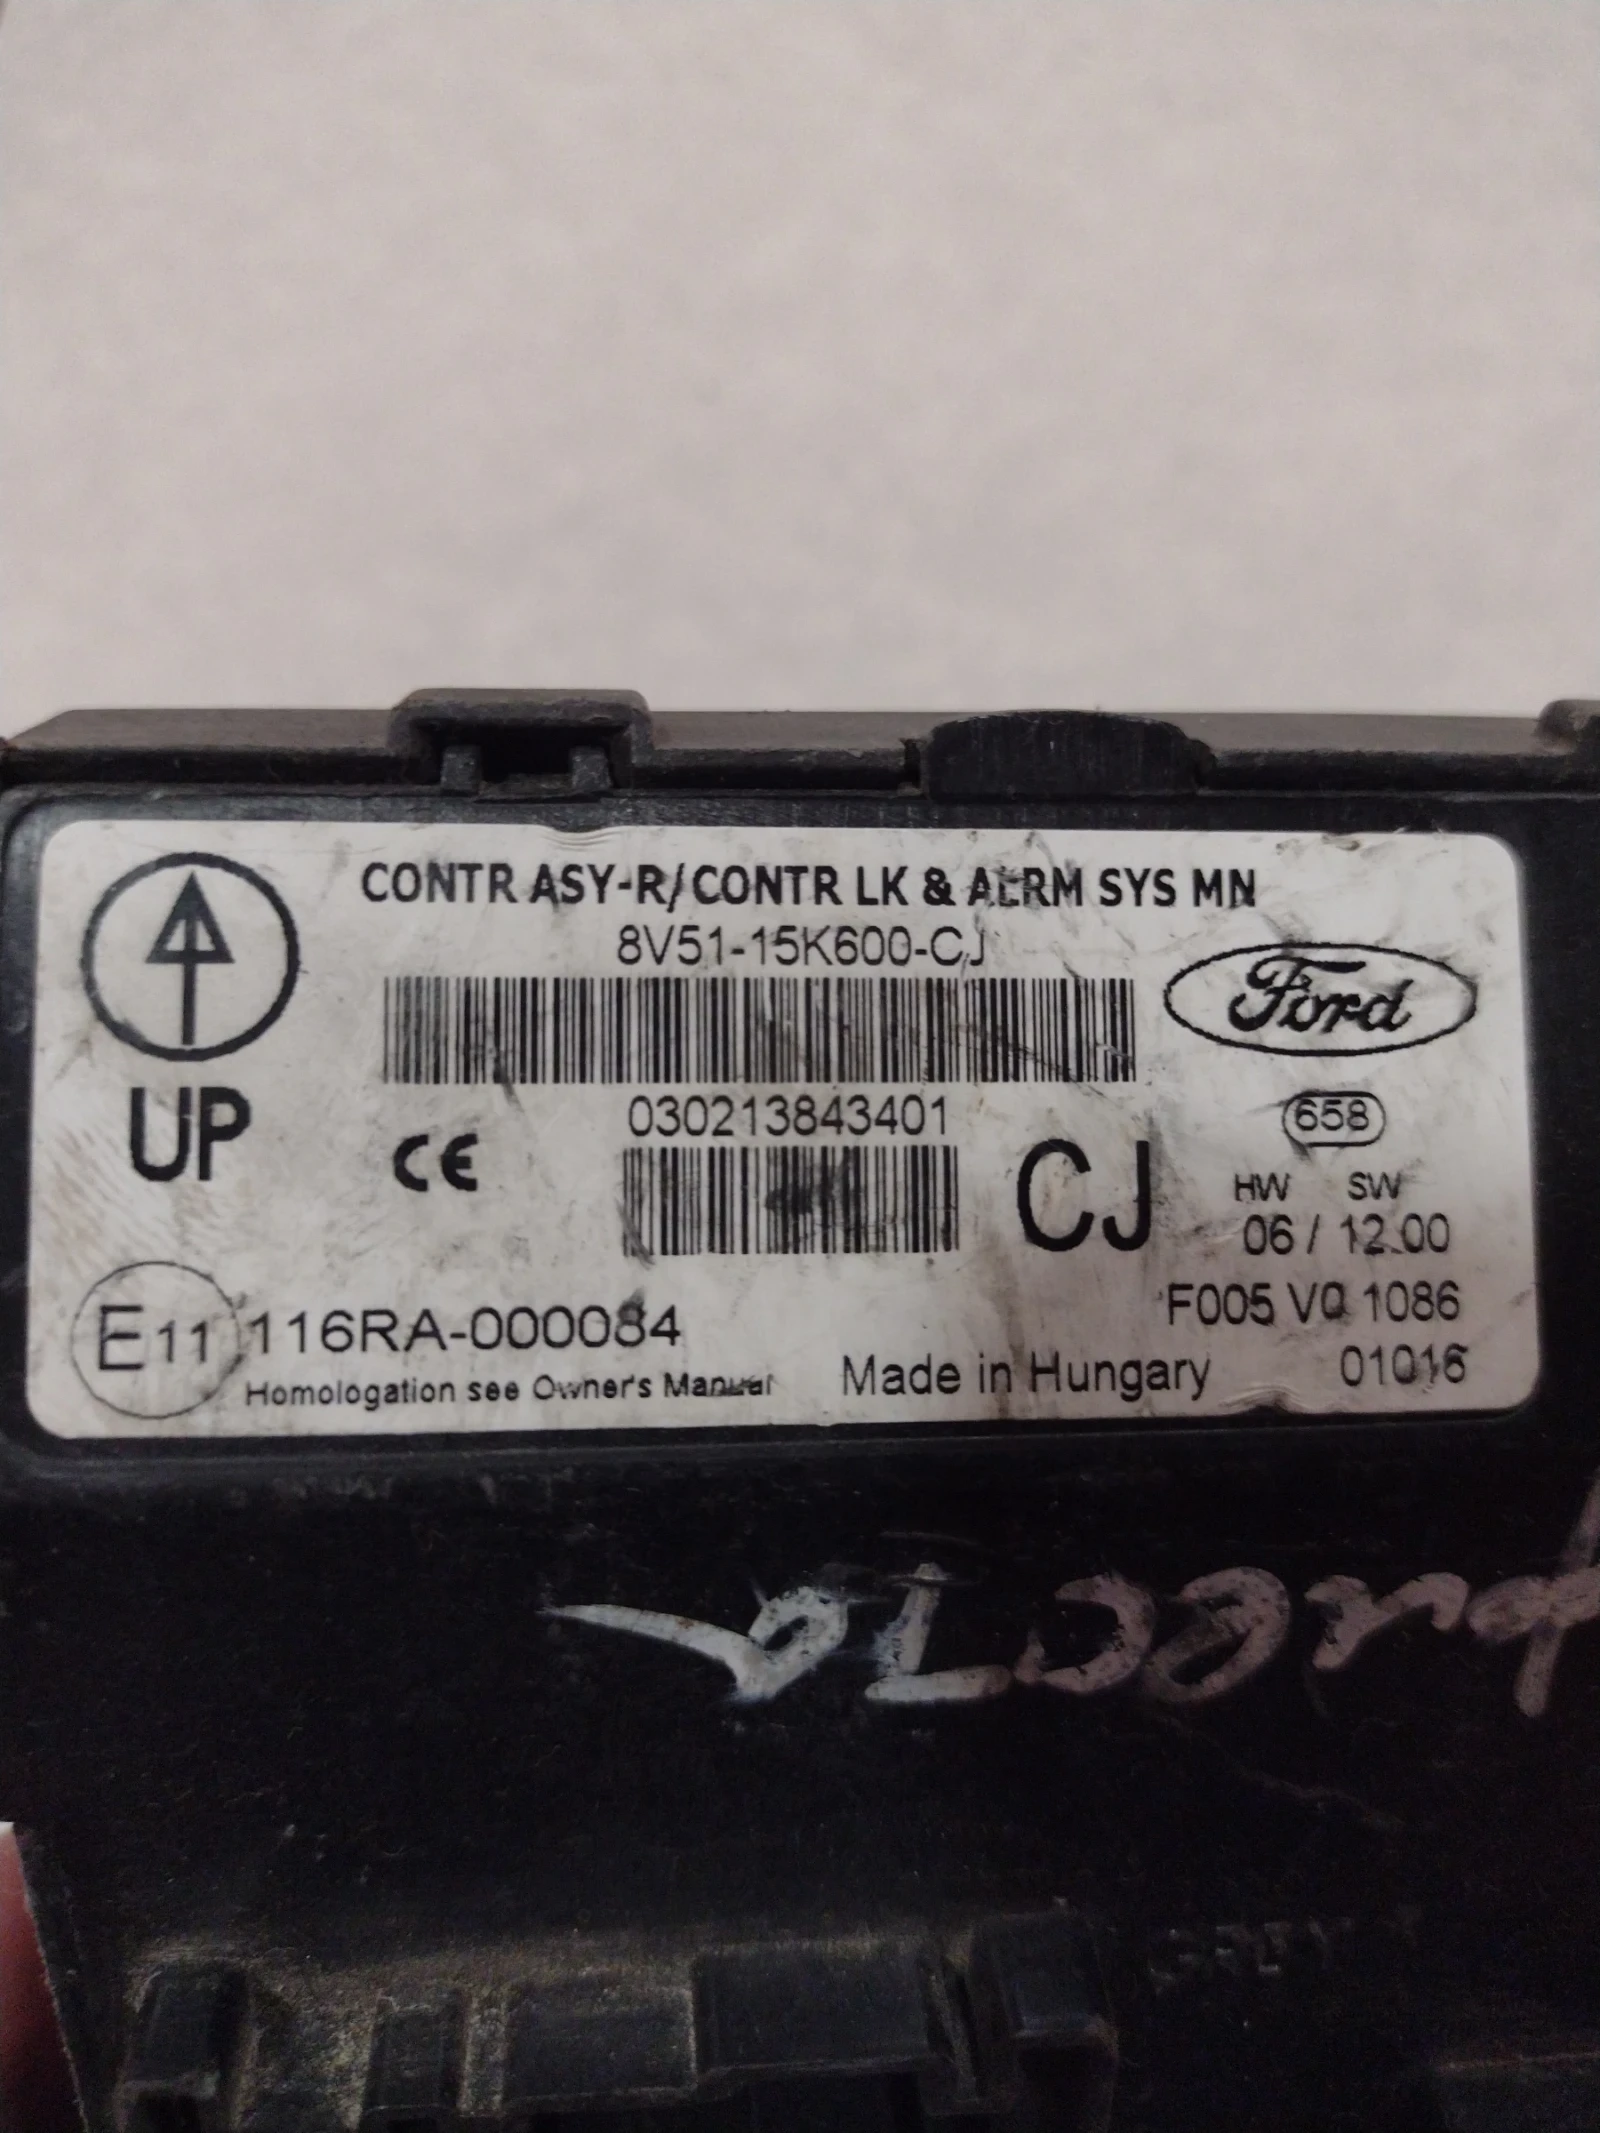 CONTR ASY-R/CONTR LK & ALRM SYS MN
8V51-15K600-CJ
Ford
UP
CE
030213843401
CJ
658
HW SW
06 / 12.00
F005 V0 1086
E11 116RA-000084
Homologation see Owner's Manual
Made in Hungary
01016